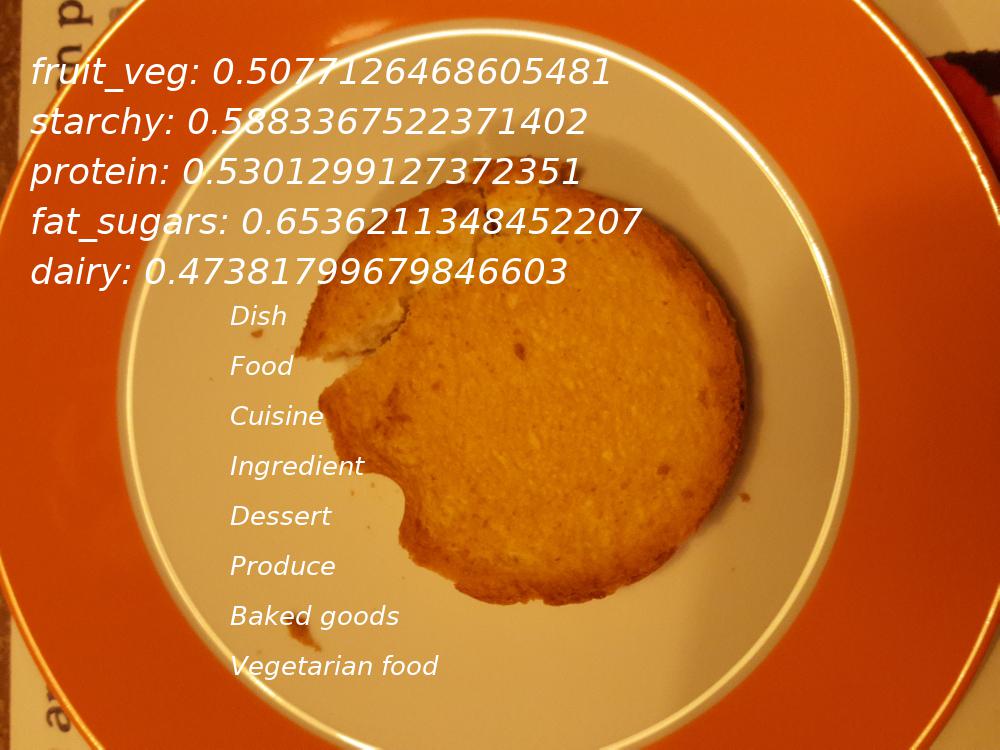 fruit_veg: 0.5077126468605481
starchy: 0.5883367522371402
protein: 0.5301299127372351
fat_sugars: 0.6536211348452207
dairy: 0.47381799679846603
Dish
Food
Cuisine
Ingredient
Dessert
Produce
Baked goods
Vegetarian food